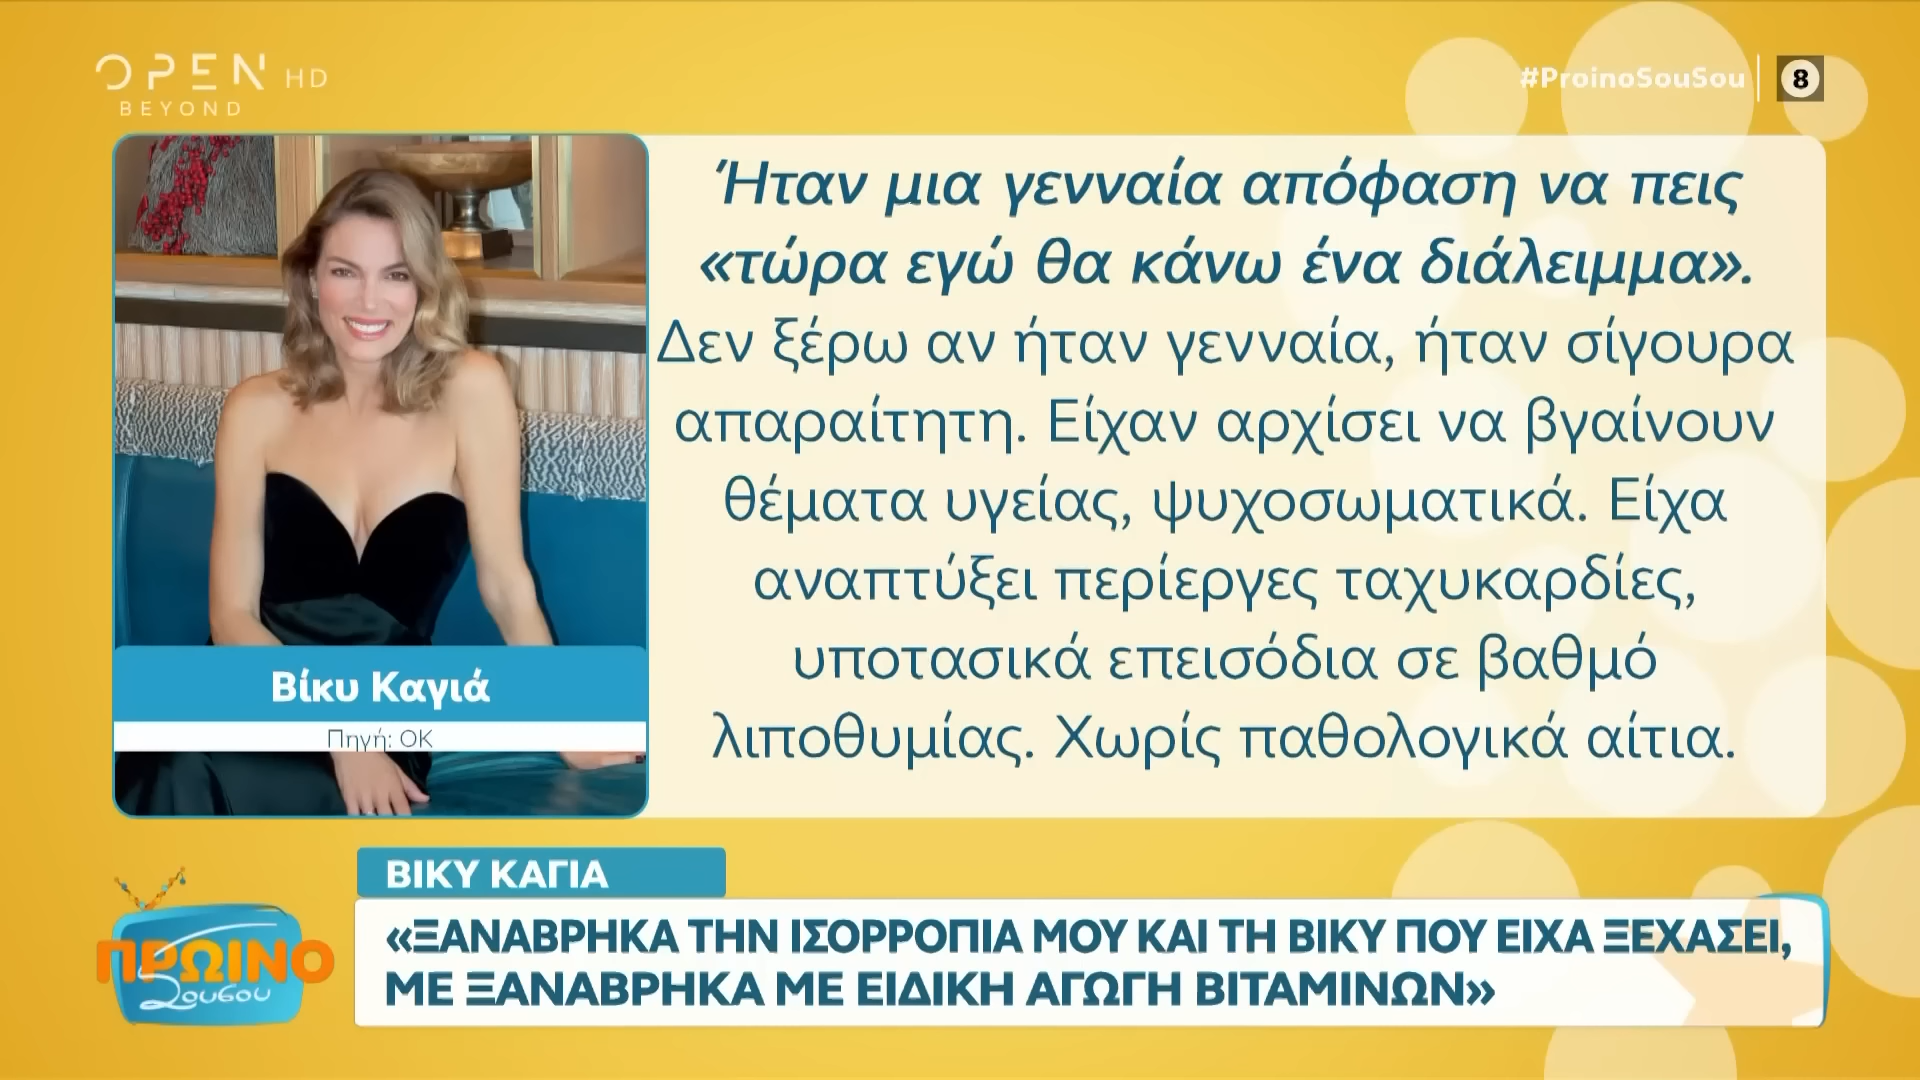 OPEN HD
BEYOND
#ProinoSouSou
8
Ήταν μια γενναία απόφαση να πεις
«τώρα εγώ θα κάνω ένα διάλειμμα».
Δεν ξέρω αν ήταν γενναία, ήταν σίγουρα
απαραίτητη. Είχαν αρχίσει να βγαίνουν
θέματα υγείας, ψυχοσωματικά. Είχα
αναπτύξει περίεργες ταχυκαρδίες,
υποτασικά επεισόδια σε βαθμό
λιποθυμίας. Χωρίς παθολογικά αίτια.
Βίκυ Καγιά
Πηγή: ΟΚ
ΒΙΚΥ ΚΑΓΙΑ
«ΞΑΝΑΒΡΗΚΑ ΤΗΝ ΙΣΟΡΡΟΠΙΑ ΜΟΥ ΚΑΙ ΤΗ ΒΙΚΥ ΠΟΥ ΕΙΧΑ ΞΕΧΑΣΕΙ,
ΜΕ ΞΑΝΑΒΡΗΚΑ ΜΕ ΕΙΔΙΚΗ ΑΓΩΓΗ ΒΙΤΑΜΙΝΩΝ»
ΠΡΩΙΝΟ
Σουσου